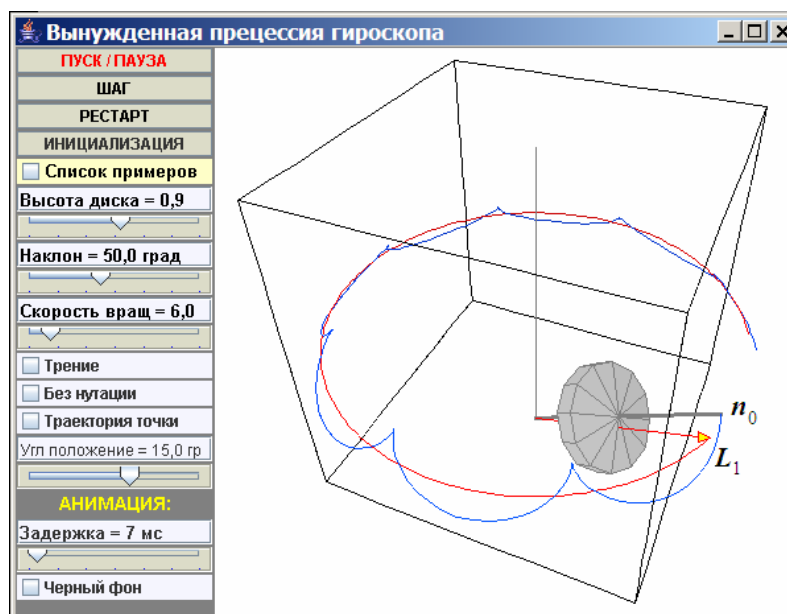 Вынужденная прецессия гироскопа
ПУСК / ПАУЗА
ШАГ
РЕСТАРТ
ИНИЦИАЛИЗАЦИЯ
Список примеров
Высота диска = 0,9
Наклон = 50,0 град
Скорость вращ = 6,0
Трение
Без нутации
Траектория точки
Угл положение = 15,0 гр
АНИМАЦИЯ:
Задержка = 7 мс
Черный фон
n0
L1